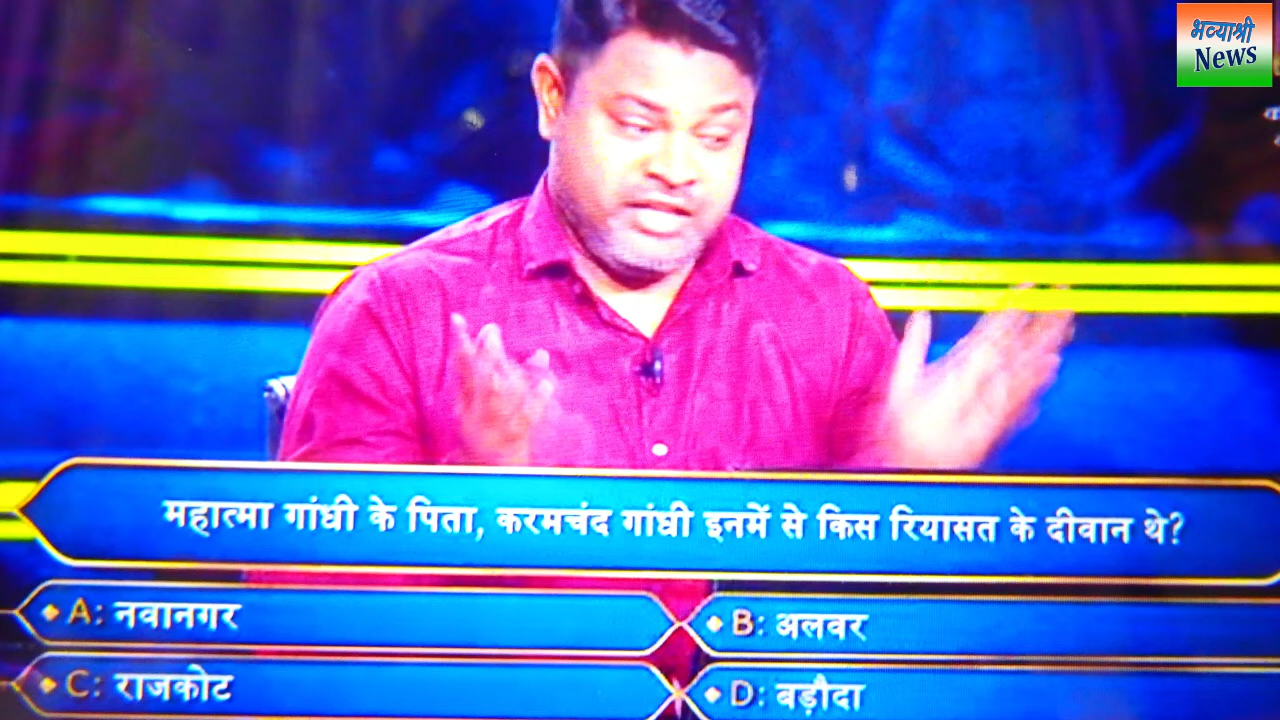 भव्याश्री
News
महात्मा गांधी के पिता, करमचंद गांधी इनमें से किस रियासत के दीवान थे?
A: नवानगर
B: अलवर
C: राजकोट
D: बड़ौदा